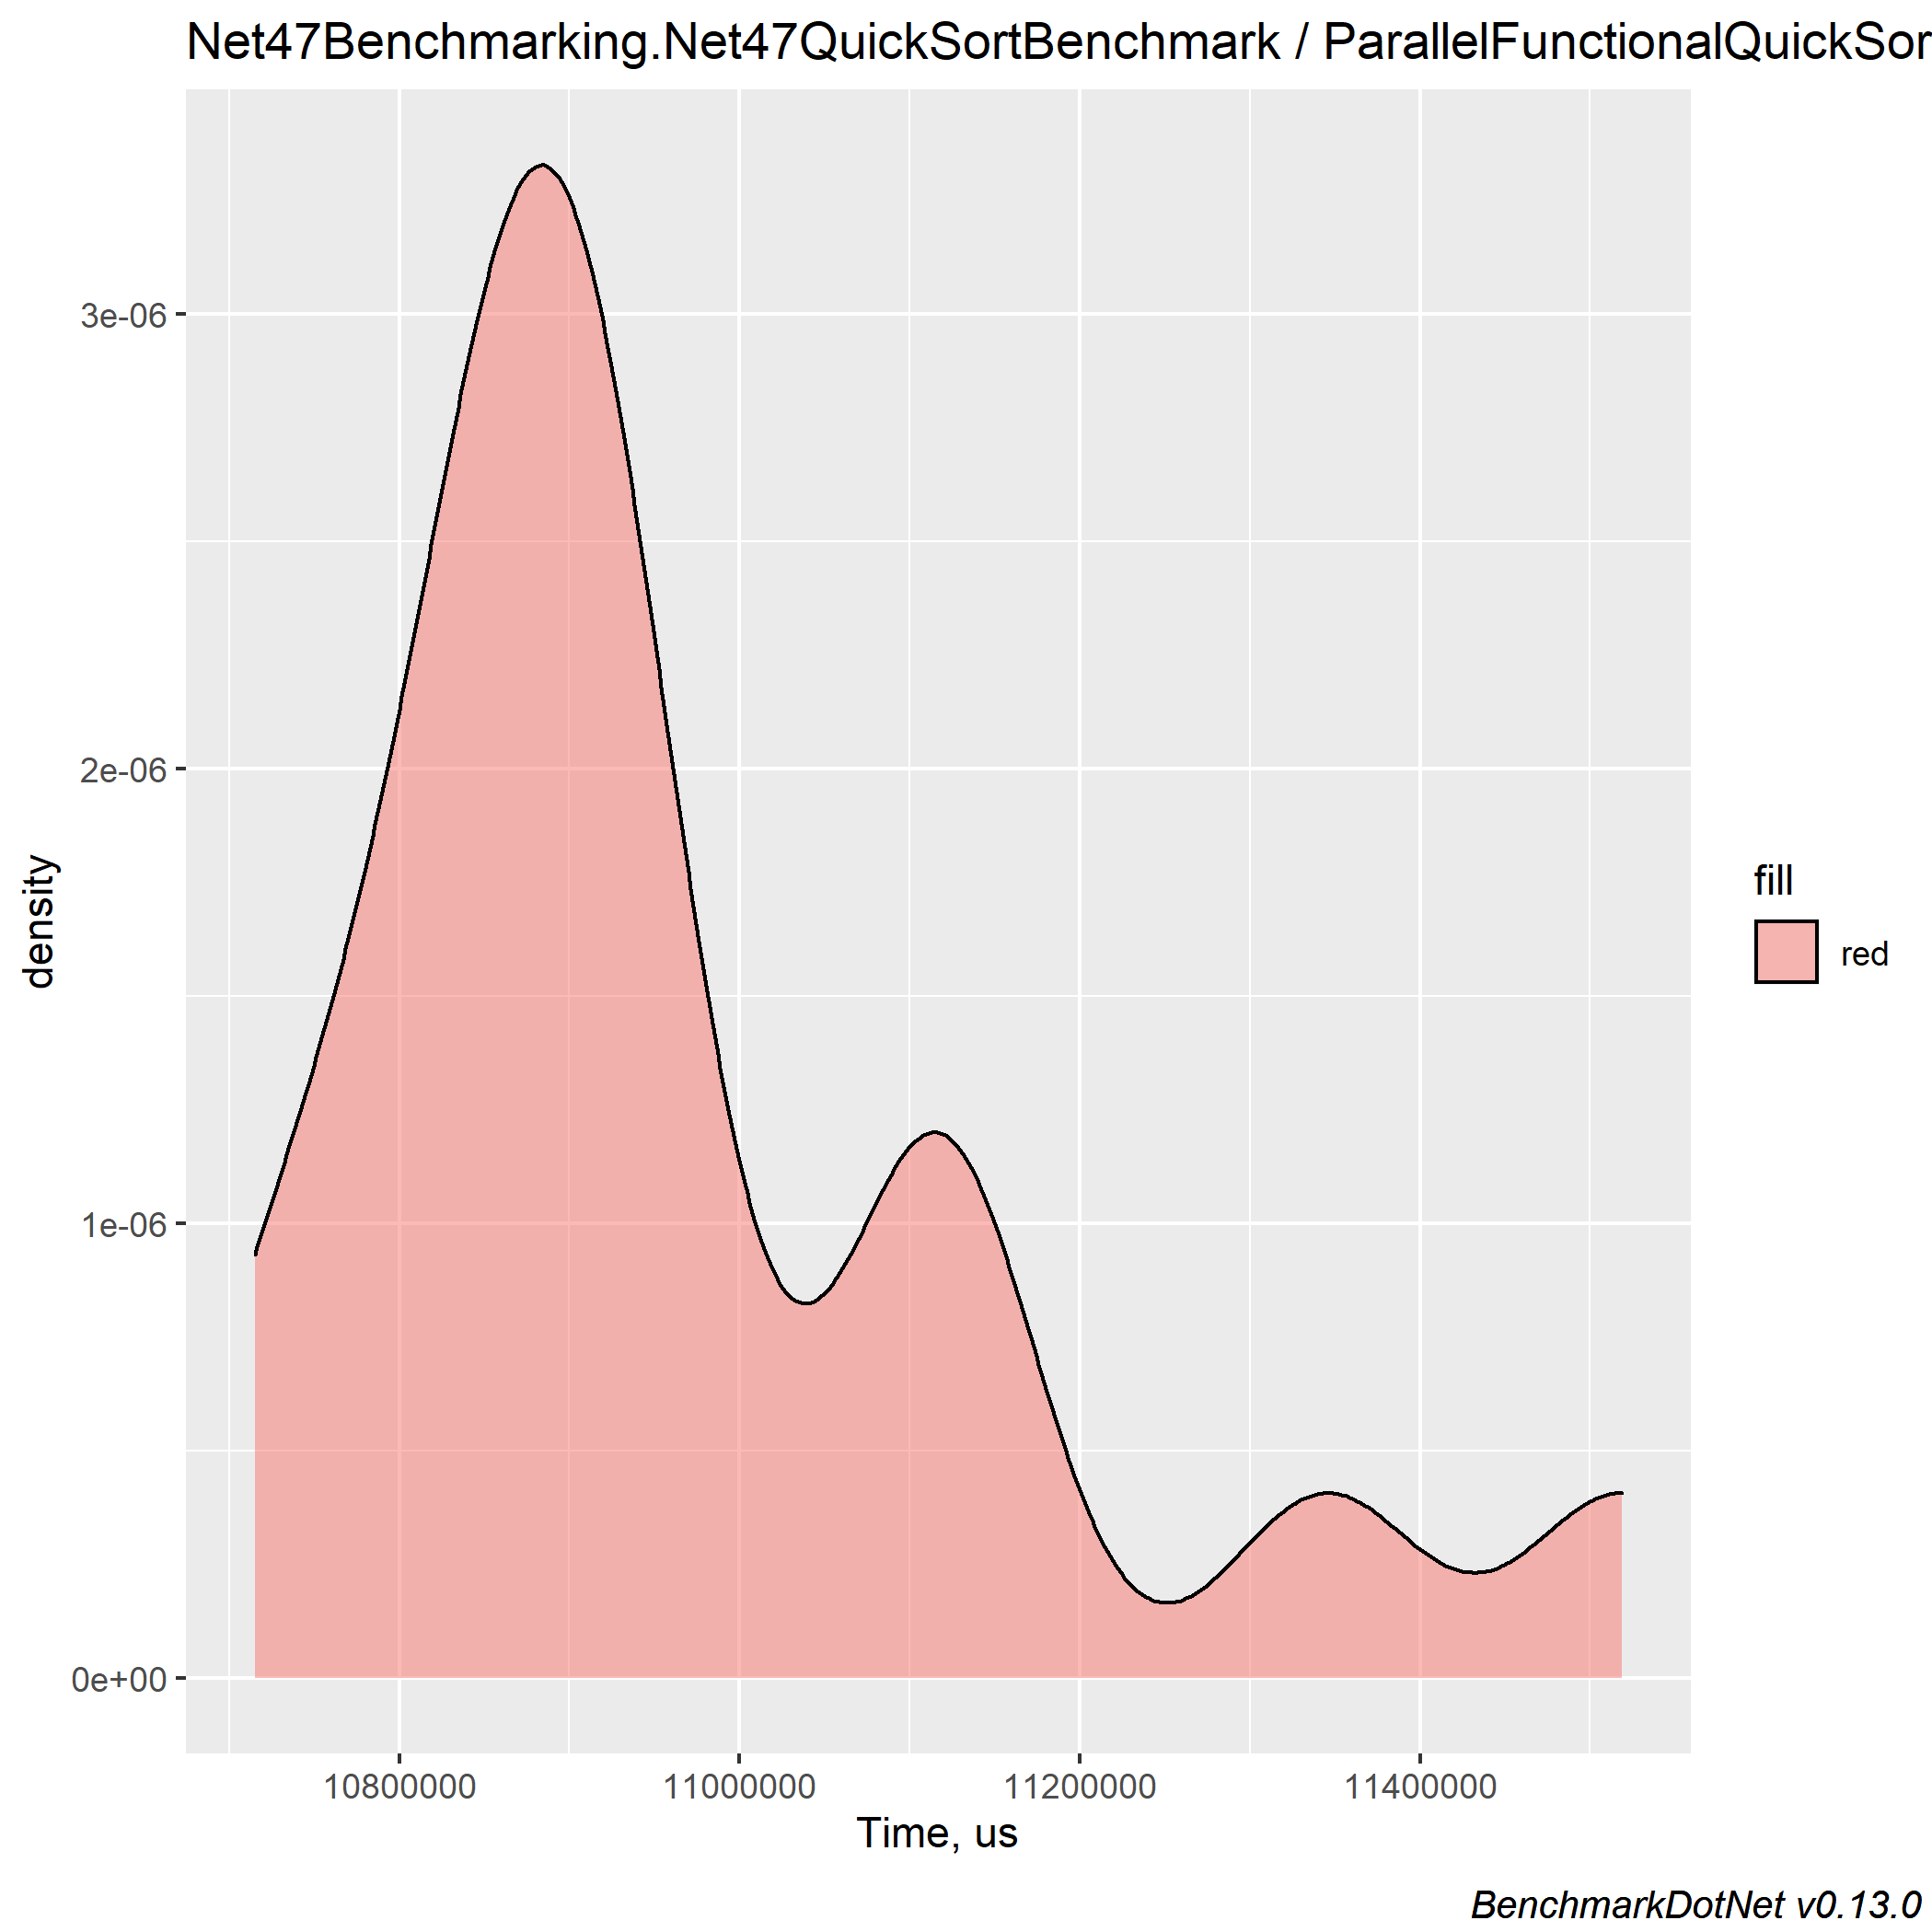 Net47Benchmarking.Net47QuickSortBenchmark / ParallelFunctionalQuickSor
3e-06
2e-06
1e-06
0e+00
density
10800000 11000000 11200000 11400000
Time, us
fill
red
BenchmarkDotNet v0.13.0